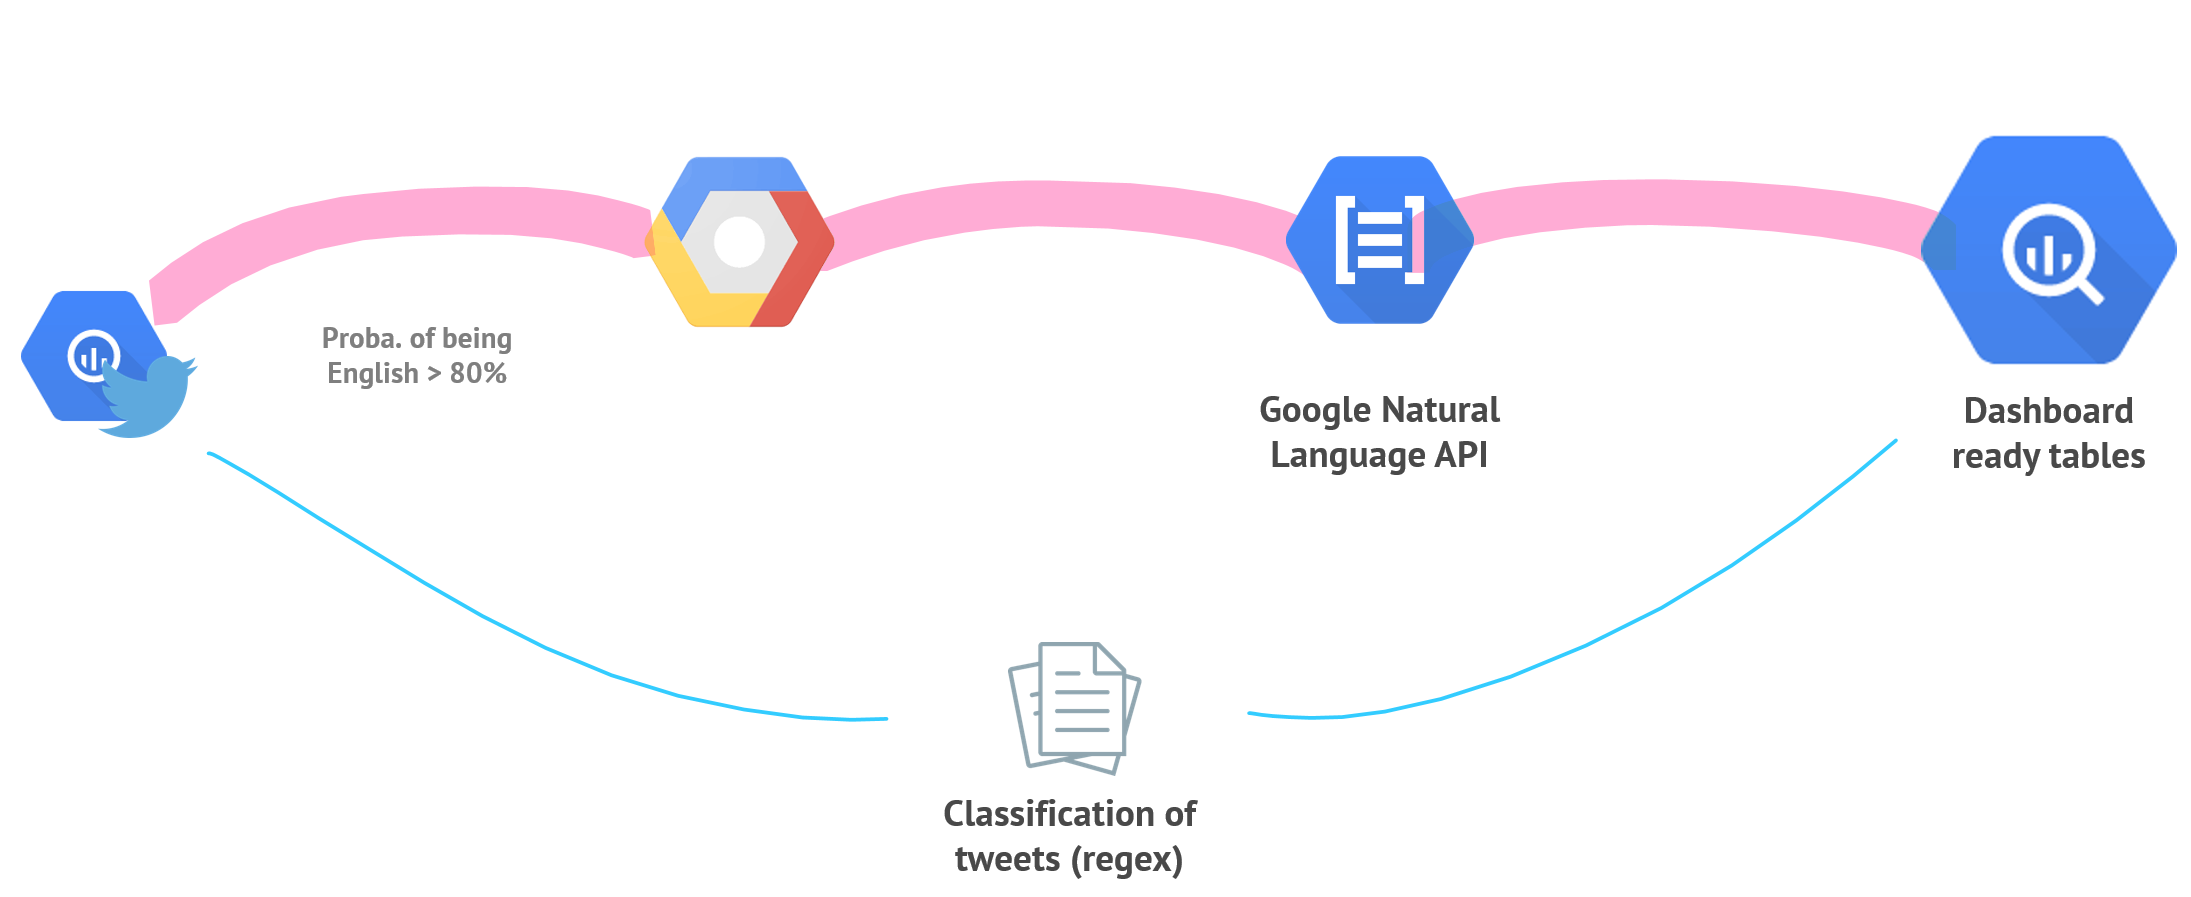 Proba. of being
English > 80%
Google Natural
Language API
Dashboard
ready tables
Classification of
tweets (regex)